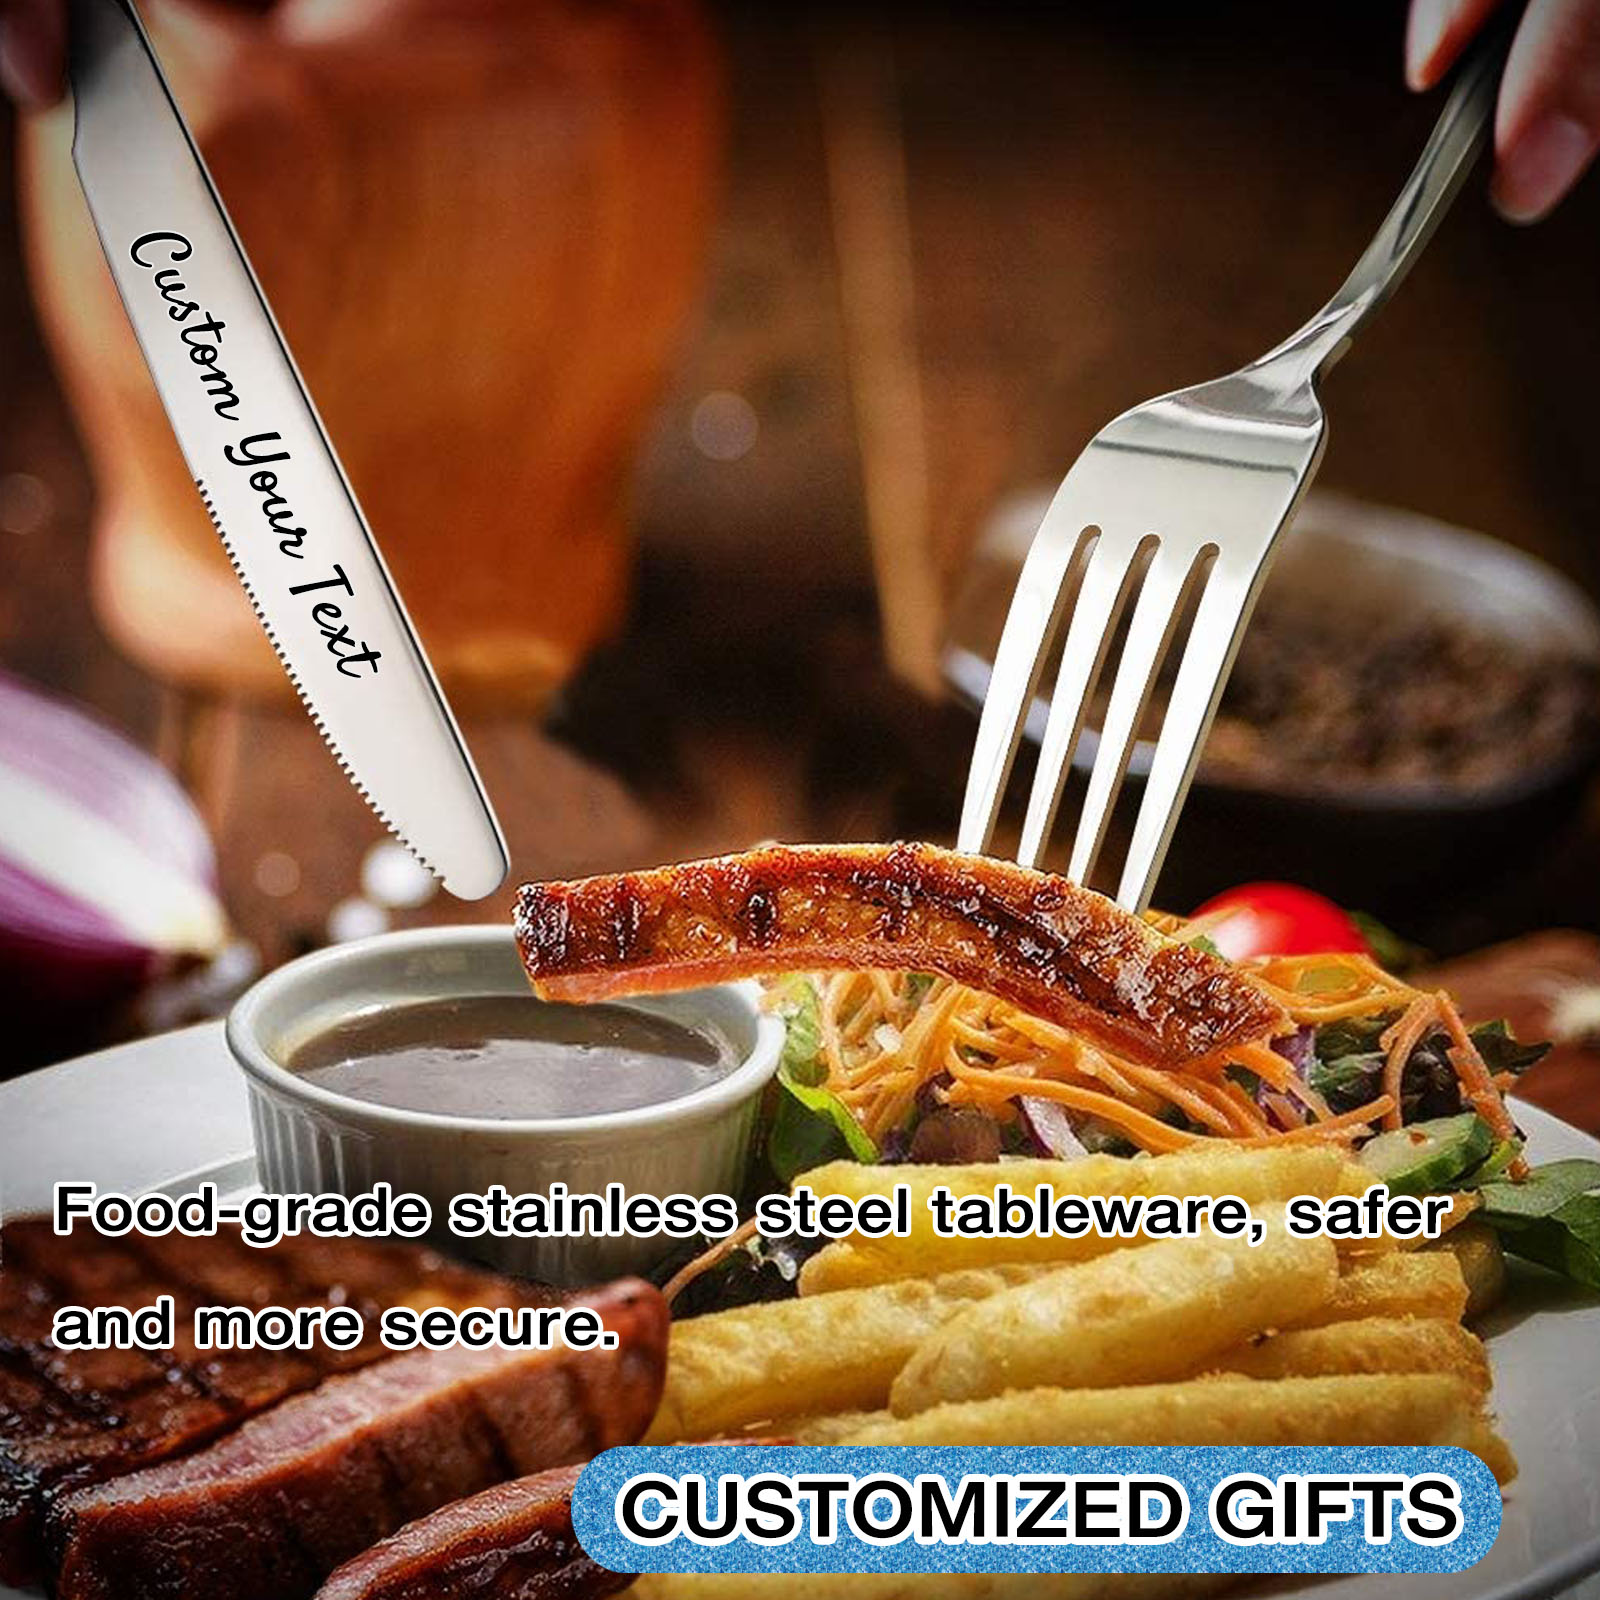 Custom Your Text
Food-grade stainless steel tableware, safer
and more secure.
CUSTOMIZED GIFTS